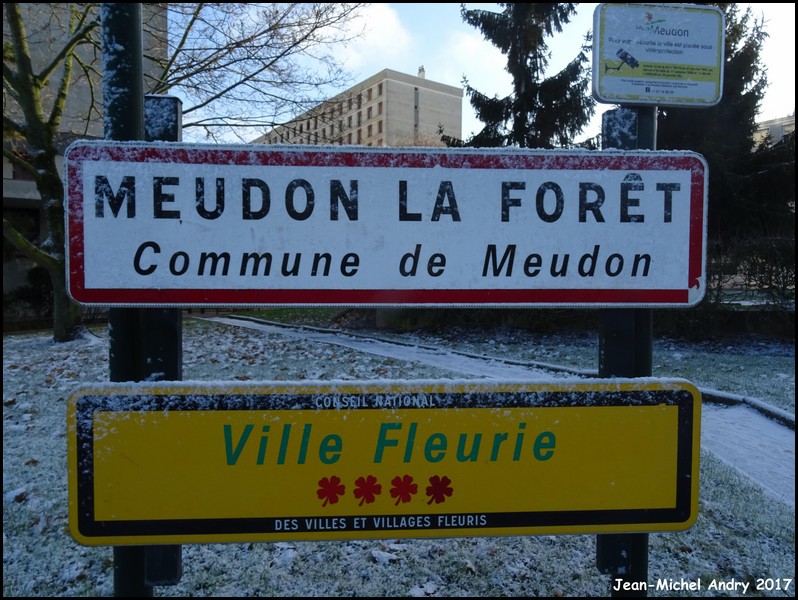 Meudon
MEUDON LA FORÊT
Commune de Meudon
CONSEIL NATIONAL
Ville Fleurie
DES VILLES ET VILLAGES FLEURIS
Jean-Michel Andry 2017